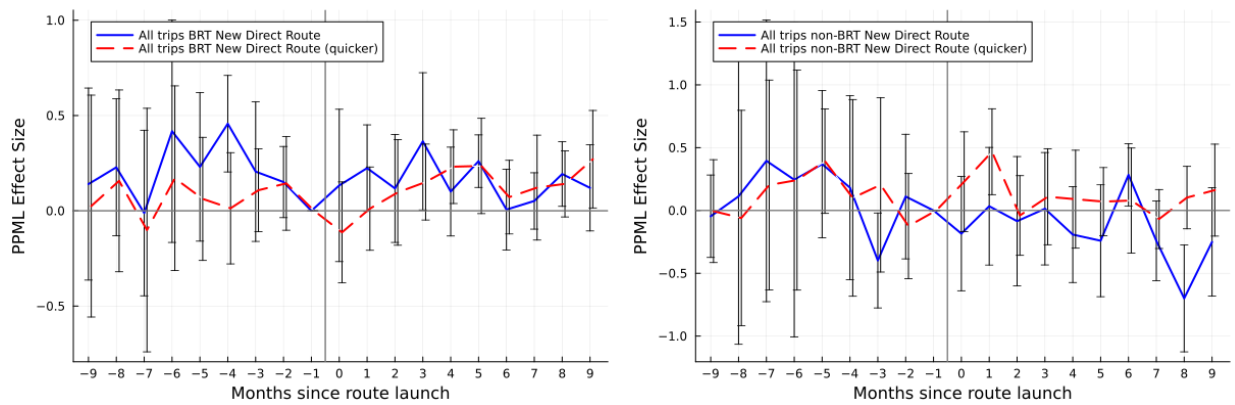 1.0
0.5
0.0
−0.5
PPML Effect Size
All trips BRT New Direct Route
All trips BRT New Direct Route (quicker)
−9 −8 −7 −6 −5 −4 −3 −2 −1 0 1 2 3 4 5 6 7 8 9
Months since route launch
1.5
1.0
0.5
0.0
−0.5
−1.0
PPML Effect Size
All trips non-BRT New Direct Route
All trips non-BRT New Direct Route (quicker)
−9 −8 −7 −6 −5 −4 −3 −2 −1 0 1 2 3 4 5 6 7 8 9
Months since route launch